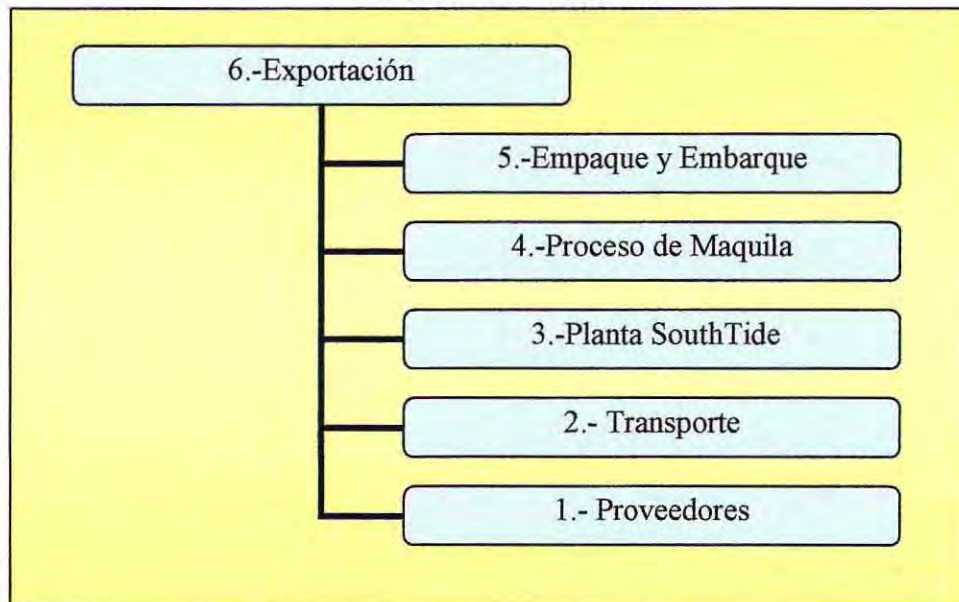 6.-Exportación
5.-Empaque y Embarque
4.-Proceso de Maquila
3.-Planta SouthTide
2.- Transporte
1.- Proveedores